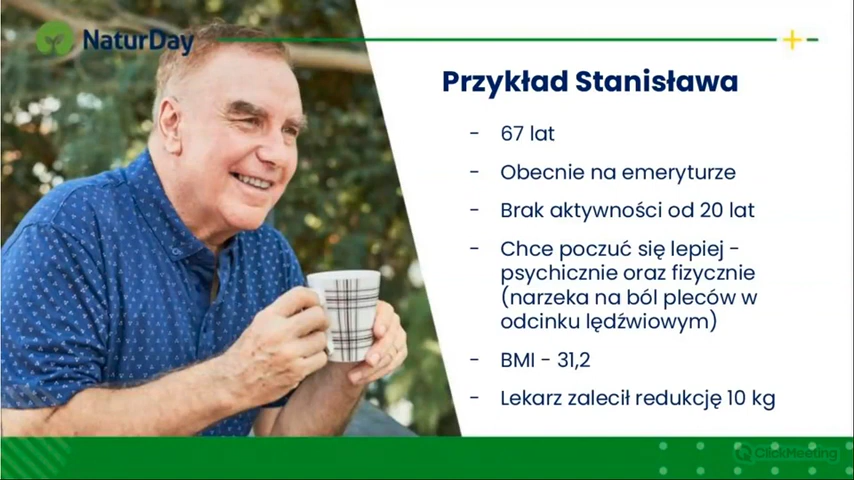 NaturDay
Przykład Stanisława
- 67 lat
- Obecnie na emeryturze
- Brak aktywności od 20 lat
- Chce poczuć się lepiej -
psychicznie oraz fizycznie
(narzeka na ból pleców w
odcinku lędźwiowym)
- BMI - 31,2
- Lekarz zalecił redukcję 10 kg
ClickMeeting